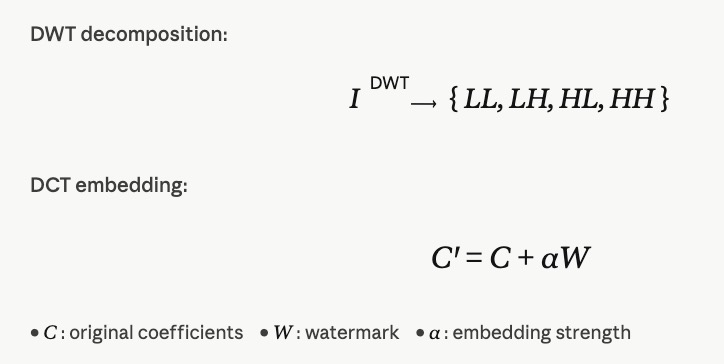 DWT decomposition:
I DWT⟶ { LL, LH, HL, HH }
DCT embedding:
C′ = C + αW
• C : original coefficients • W : watermark • α : embedding strength